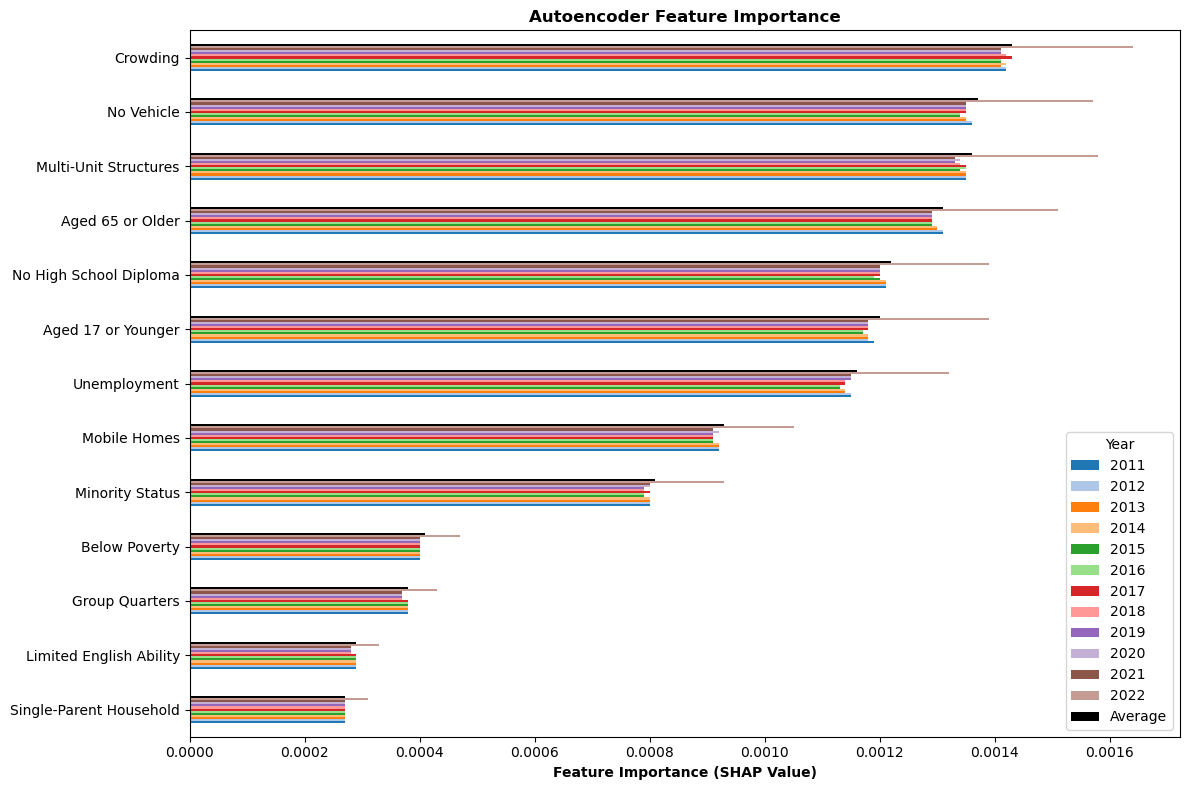 Autoencoder Feature Importance
Crowding
No Vehicle
Multi-Unit Structures
Aged 65 or Older
No High School Diploma
Aged 17 or Younger
Unemployment
Mobile Homes
Minority Status
Below Poverty
Group Quarters
Limited English Ability
Single-Parent Household
Year
2011
2012
2013
2014
2015
2016
2017
2018
2019
2020
2021
2022
Average
0.0000 0.0002 0.0004 0.0006 0.0008 0.0010 0.0012 0.0014 0.0016
Feature Importance (SHAP Value)